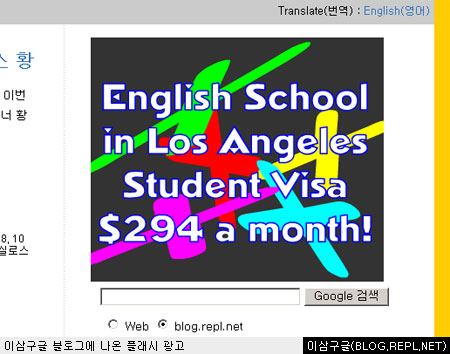 Translate(번역) : English(영어)
스 황
이번
너 황
English School
in Los Angeles
Student Visa
$294 a month!
8, 10
실로스
Google 검색
Web blog.repl.net
이삼구글 블로그에 나온 플래시 광고
이삼구글(BLOG.REPL.NET)